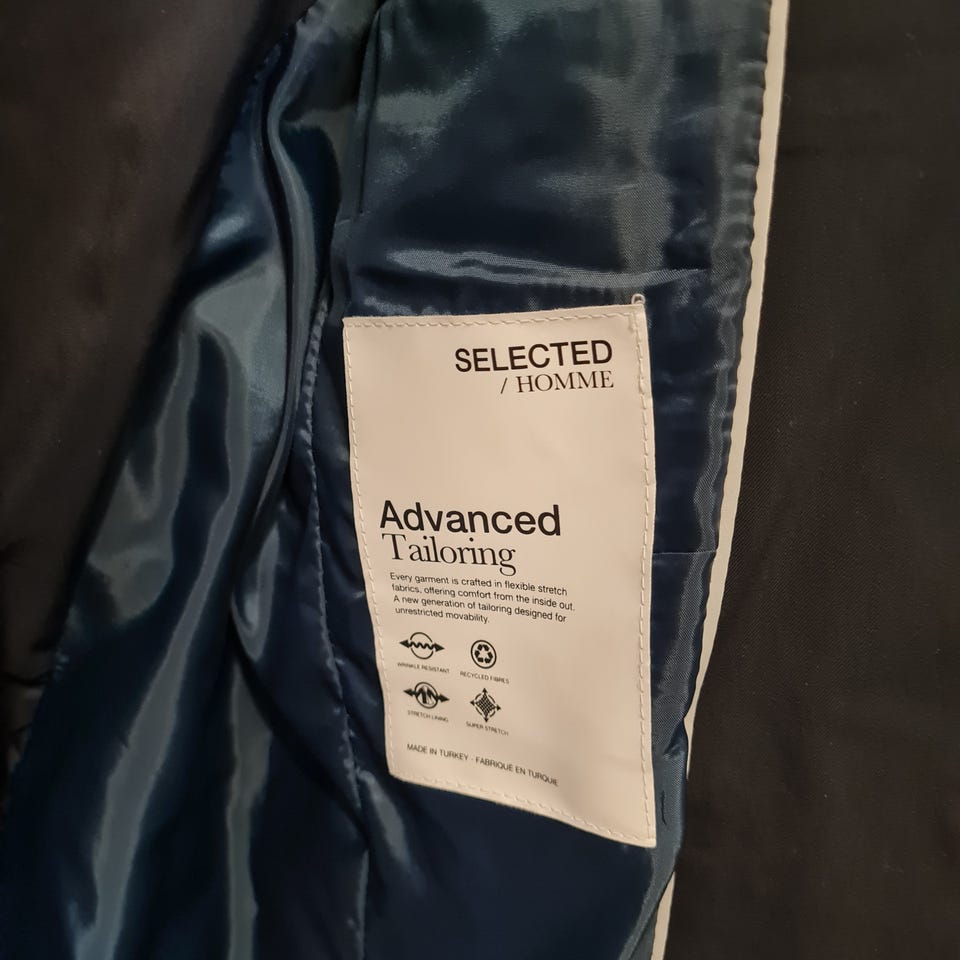 SELECTED
/ HOMME
Advanced
Tailoring
Every garment is crafted in flexible stretch
fabrics, offering comfort from the inside out.
A new generation of tailoring designed for
unrestricted movability.
WRINKLE RESISTANT
RECYCLED FIBRES
STRETCH LINING
SUPER STRETCH
MADE IN TURKEY - FABRIQUE EN TURQUIE